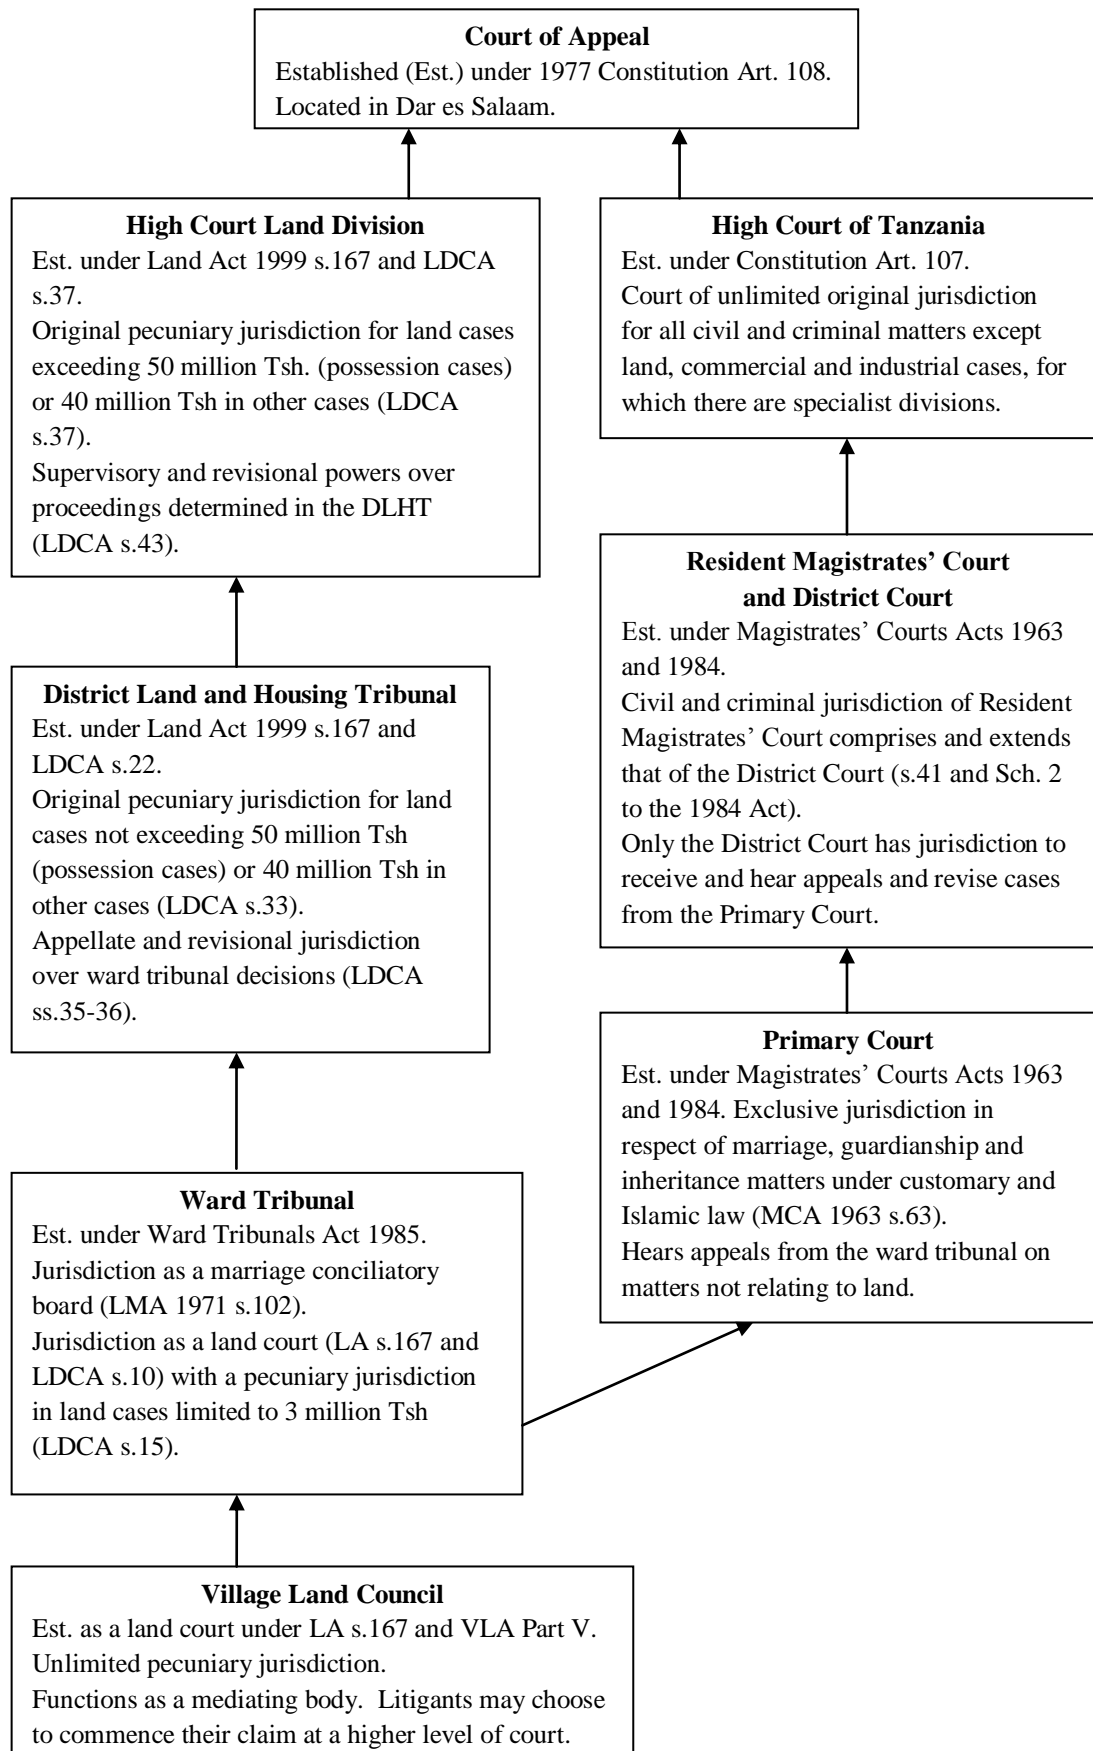 Court of Appeal
Established (Est.) under 1977 Constitution Art. 108.
Located in Dar es Salaam.
High Court Land Division
Est. under Land Act 1999 s.167 and LDCA
s.37.
Original pecuniary jurisdiction for land cases
exceeding 50 million Tsh. (possession cases)
or 40 million Tsh in other cases (LDCA
s.37).
Supervisory and revisional powers over
proceedings determined in the DLHT
(LDCA s.43).
High Court of Tanzania
Est. under Constitution Art. 107.
Court of unlimited original jurisdiction
for all civil and criminal matters except
land, commercial and industrial cases, for
which there are specialist divisions.
Resident Magistrates’ Court
and District Court
Est. under Magistrates’ Courts Acts 1963
and 1984.
Civil and criminal jurisdiction of Resident
Magistrates’ Court comprises and extends
that of the District Court (s.41 and Sch. 2
to the 1984 Act).
Only the District Court has jurisdiction to
receive and hear appeals and revise cases
from the Primary Court.
District Land and Housing Tribunal
Est. under Land Act 1999 s.167 and
LDCA s.22.
Original pecuniary jurisdiction for land
cases not exceeding 50 million Tsh
(possession cases) or 40 million Tsh in
other cases (LDCA s.33).
Appellate and revisional jurisdiction
over ward tribunal decisions (LDCA
ss.35-36).
Primary Court
Est. under Magistrates’ Courts Acts 1963
and 1984. Exclusive jurisdiction in
respect of marriage, guardianship and
inheritance matters under customary and
Islamic law (MCA 1963 s.63).
Hears appeals from the ward tribunal on
matters not relating to land.
Ward Tribunal
Est. under Ward Tribunals Act 1985.
Jurisdiction as a marriage conciliatory
board (LMA 1971 s.102).
Jurisdiction as a land court (LA s.167 and
LDCA s.10) with a pecuniary jurisdiction
in land cases limited to 3 million Tsh
(LDCA s.15).
Village Land Council
Est. as a land court under LA s.167 and VLA Part V.
Unlimited pecuniary jurisdiction.
Functions as a mediating body.  Litigants may choose
to commence their claim at a higher level of court.